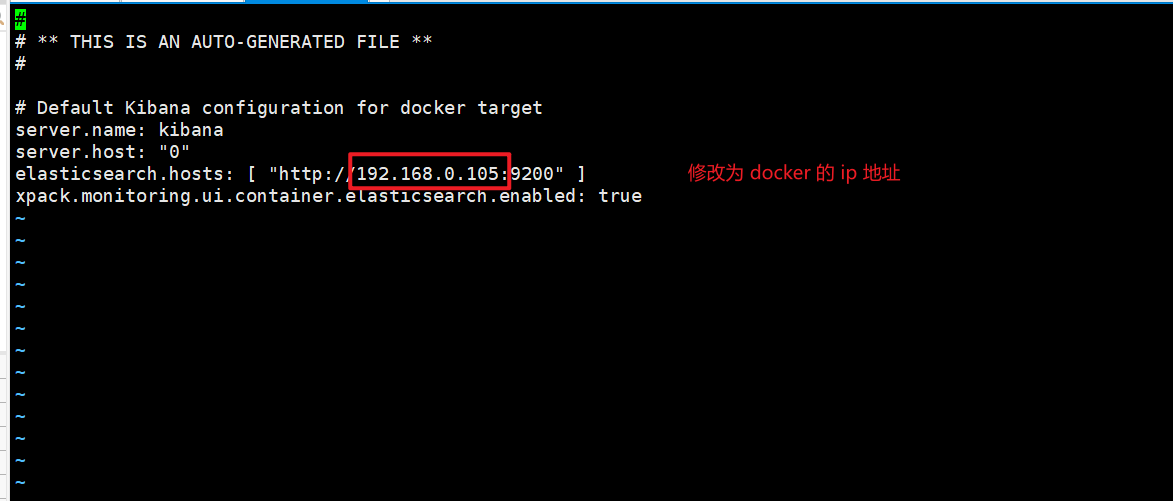 #
# ** THIS IS AN AUTO-GENERATED FILE **
#
# Default Kibana configuration for docker target
server.name: kibana
server.host: "0"
elasticsearch.hosts: [ "http://192.168.0.105:9200" ]
修改为 docker 的 ip 地址
xpack.monitoring.ui.container.elasticsearch.enabled: true
~
~
~
~
~
~
~
~
~
~
~
~
~